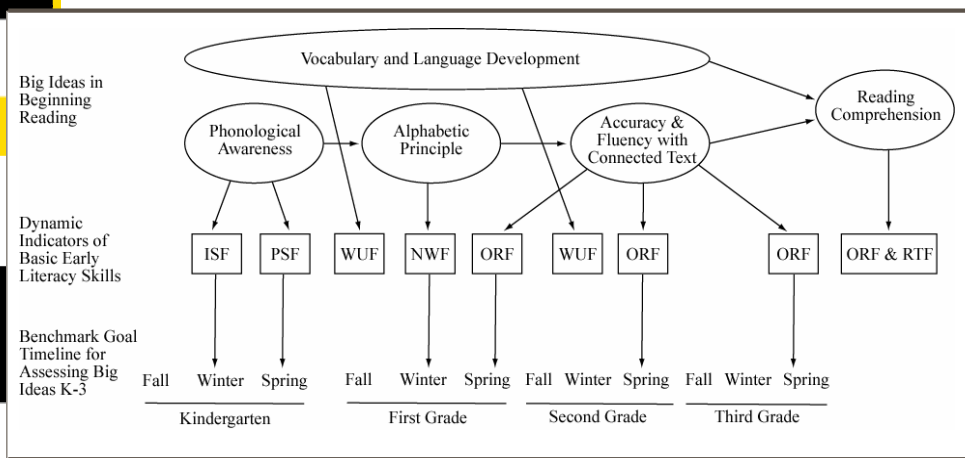 Vocabulary and Language Development
Big Ideas in
Beginning
Reading
Phonological
Awareness
Alphabetic
Principle
Accuracy &
Fluency with
Connected Text
Reading
Comprehension
Dynamic
Indicators of
Basic Early
Literacy Skills
ISF
PSF
WUF
NWF
ORF
WUF
ORF
ORF
ORF & RTF
Benchmark Goal
Timeline for
Assessing Big
Ideas K-3
Fall Winter Spring
Fall Winter Spring
Fall Winter Spring
Fall Winter Spring
Kindergarten
First Grade
Second Grade
Third Grade